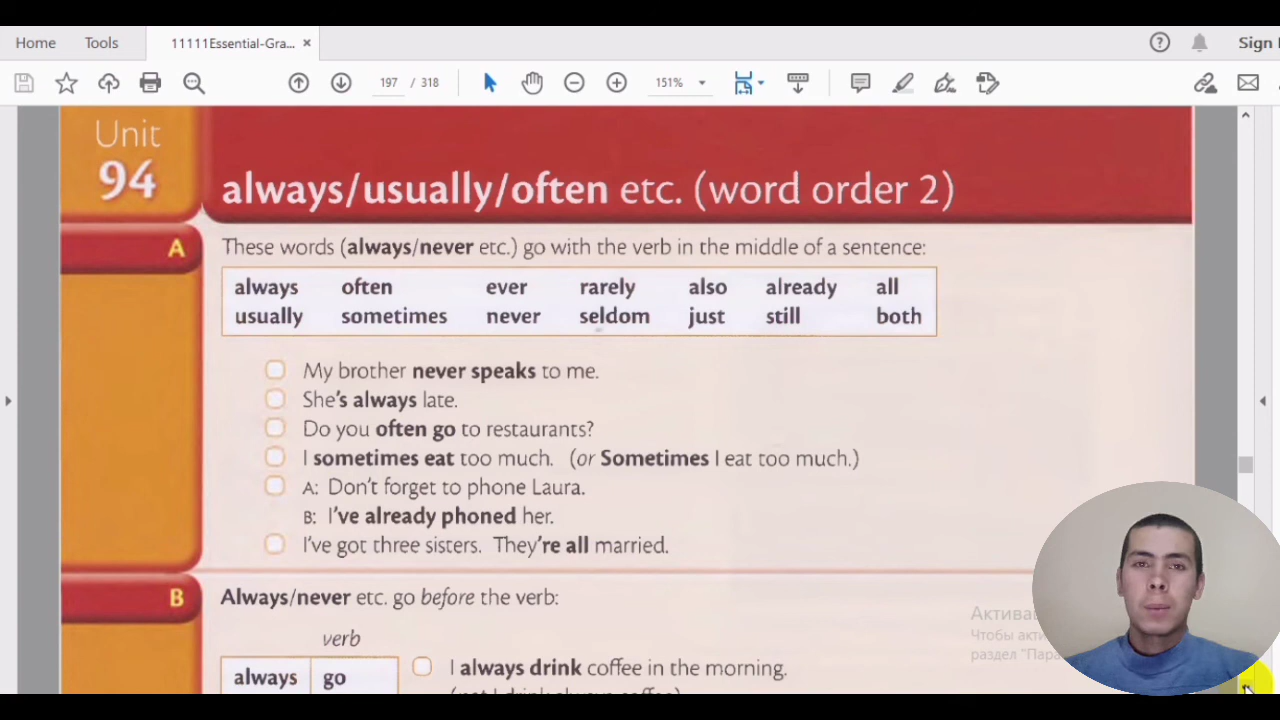 Home Tools 11111Essential-Gra... ×
Sign
197 / 318 151%
Unit
94
always/usually/often etc. (word order 2)
A
These words (always/never etc.) go with the verb in the middle of a sentence:
always often ever rarely also already all
usually sometimes never seldom just still both
My brother never speaks to me.
She's always late.
Do you often go to restaurants?
I sometimes eat too much. (or Sometimes I eat too much.)
A: Don't forget to phone Laura.
B: I've already phoned her.
I've got three sisters. They're all married.
B
Always/never etc. go before the verb:
verb
always go
I always drink coffee in the morning.